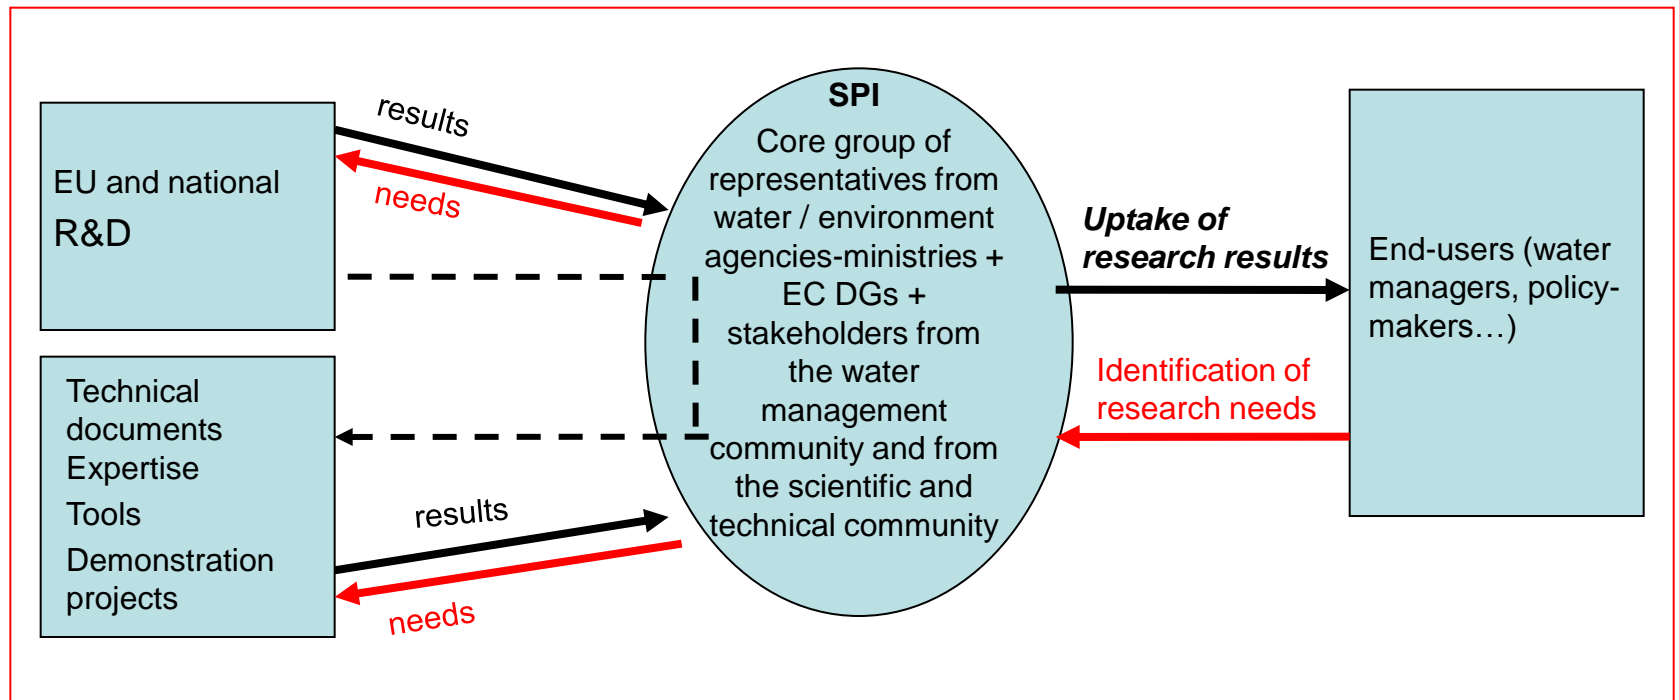 EU and national
R&D
results
needs
Technical
documents
Expertise
Tools
Demonstration
projects
results
needs
SPI
Core group of
representatives from
water / environment
agencies-ministries +
EC DGs +
stakeholders from
the water
management
community and from
the scientific and
technical community
Uptake of
research results
Identification of
research needs
End-users (water
managers, policy-
makers…)